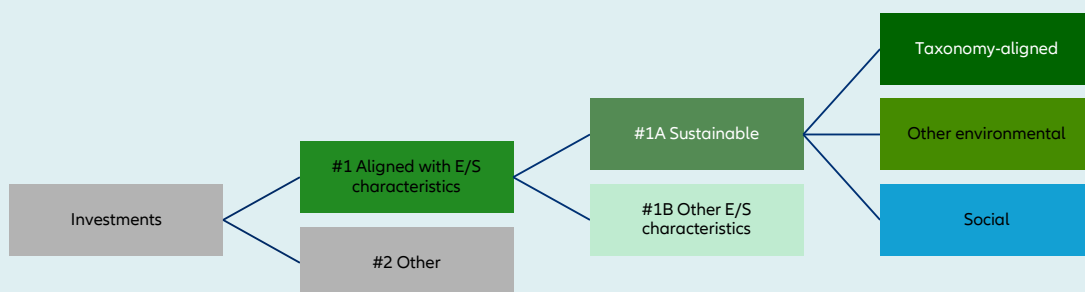 Investments
#1 Aligned with E/S
characteristics
#2 Other
#1A Sustainable
#1B Other E/S
characteristics
Taxonomy-aligned
Other environmental
Social